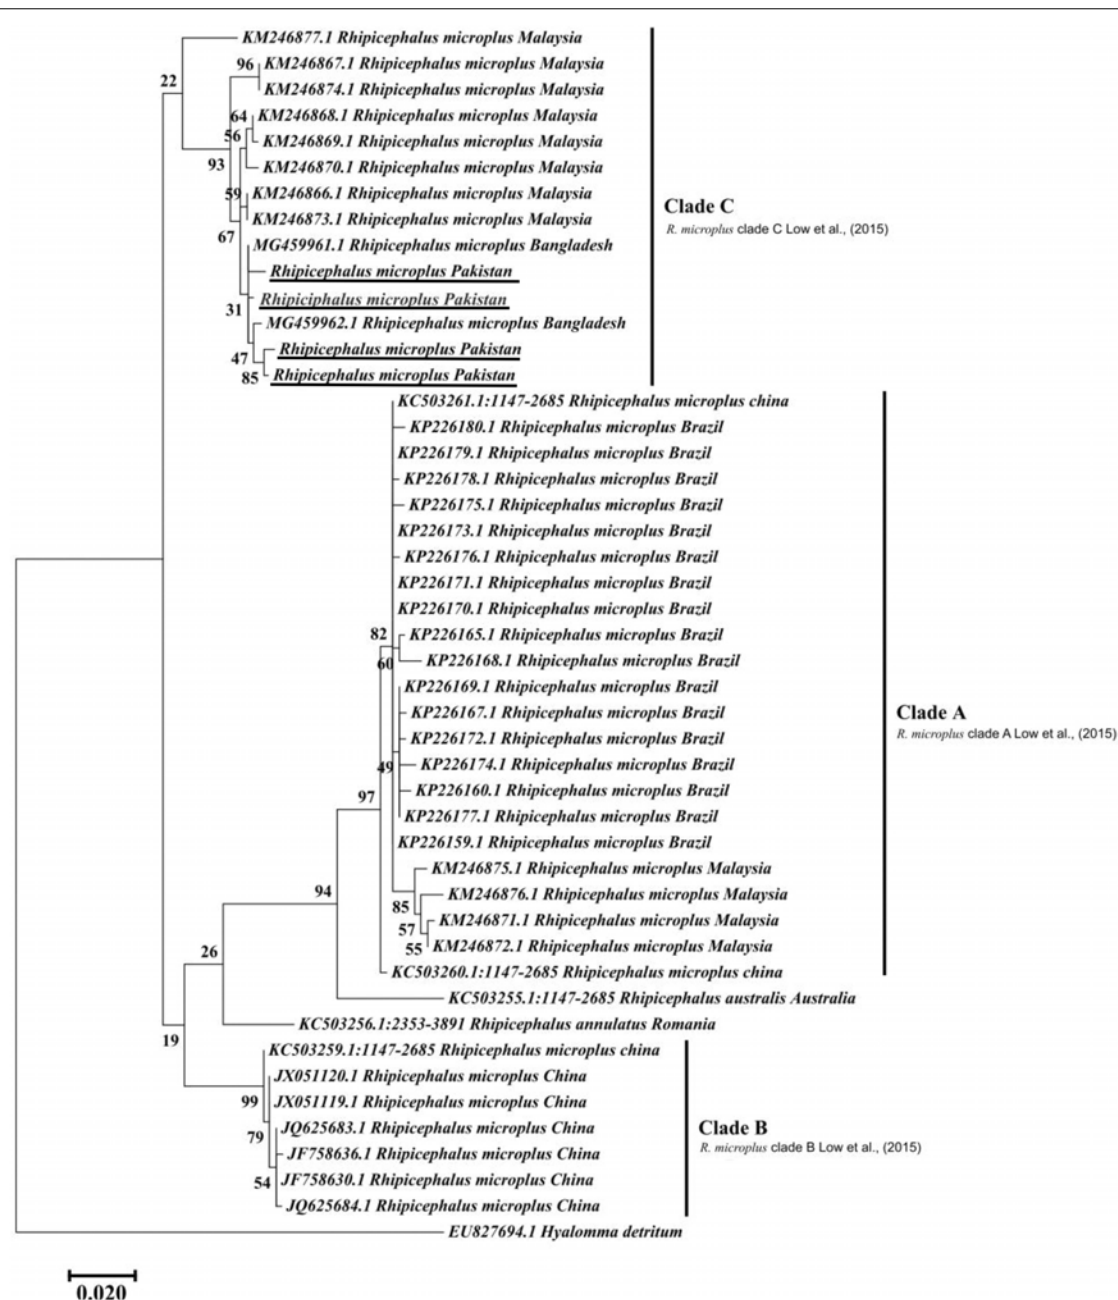 KM246877.1 Rhipicephalus microplus Malaysia
96 KM246867.1 Rhipicephalus microplus Malaysia
22
KM246874.1 Rhipicephalus microplus Malaysia
64 KM246868.1 Rhipicephalus microplus Malaysia
56
KM246869.1 Rhipicephalus microplus Malaysia
93
KM246870.1 Rhipicephalus microplus Malaysia
59 KM246866.1 Rhipicephalus microplus Malaysia
Clade C
KM246873.1 Rhipicephalus microplus Malaysia
R. microplus clade C Low et al., (2015)
67
MG459961.1 Rhipicephalus microplus Bangladesh
Rhipicephalus microplus Pakistan
Rhipiciphalus microplus Pakistan
31
MG459962.1 Rhipicephalus microplus Bangladesh
Rhipicephalus microplus Pakistan
47
85 Rhipicephalus microplus Pakistan
KC503261.1:1147-2685 Rhipicephalus microplus china
KP226180.1 Rhipicephalus microplus Brazil
KP226179.1 Rhipicephalus microplus Brazil
KP226178.1 Rhipicephalus microplus Brazil
KP226175.1 Rhipicephalus microplus Brazil
KP226173.1 Rhipicephalus microplus Brazil
KP226176.1 Rhipicephalus microplus Brazil
KP226171.1 Rhipicephalus microplus Brazil
KP226170.1 Rhipicephalus microplus Brazil
82 KP226165.1 Rhipicephalus microplus Brazil
60 KP226168.1 Rhipicephalus microplus Brazil
KP226169.1 Rhipicephalus microplus Brazil
KP226167.1 Rhipicephalus microplus Brazil
Clade A
R. microplus clade A Low et al., (2015)
KP226172.1 Rhipicephalus microplus Brazil
49 KP226174.1 Rhipicephalus microplus Brazil
KP226160.1 Rhipicephalus microplus Brazil
97
KP226177.1 Rhipicephalus microplus Brazil
KP226159.1 Rhipicephalus microplus Brazil
KM246875.1 Rhipicephalus microplus Malaysia
94
KM246876.1 Rhipicephalus microplus Malaysia
85
KM246871.1 Rhipicephalus microplus Malaysia
57
55 KM246872.1 Rhipicephalus microplus Malaysia
26
KC503260.1:1147-2685 Rhipicephalus microplus china
KC503255.1:1147-2685 Rhipicephalus australis Australia
KC503256.1:2353-3891 Rhipicephalus annulatus Romania
19
KC503259.1:1147-2685 Rhipicephalus microplus china
JX051120.1 Rhipicephalus microplus China
99 JX051119.1 Rhipicephalus microplus China
JQ625683.1 Rhipicephalus microplus China
Clade B
79
R. microplus clade B Low et al., (2015)
JF758636.1 Rhipicephalus microplus China
54 JF758630.1 Rhipicephalus microplus China
JQ625684.1 Rhipicephalus microplus China
EU827694.1 Hyalomma detritum
0.020